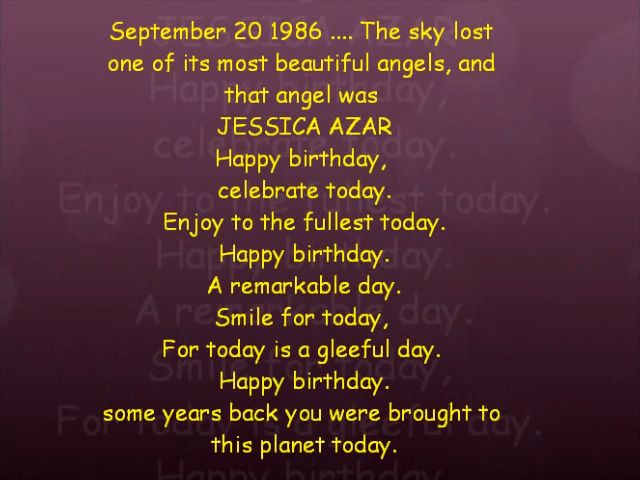 September 20 1986 .... The sky lost
one of its most beautiful angels, and
that angel was
JESSICA AZAR
Happy birthday,
celebrate today.
Enjoy to the fullest today.
Happy birthday.
A remarkable day.
Smile for today,
For today is a gleeful day.
Happy birthday.
some years back you were brought to
this planet today.